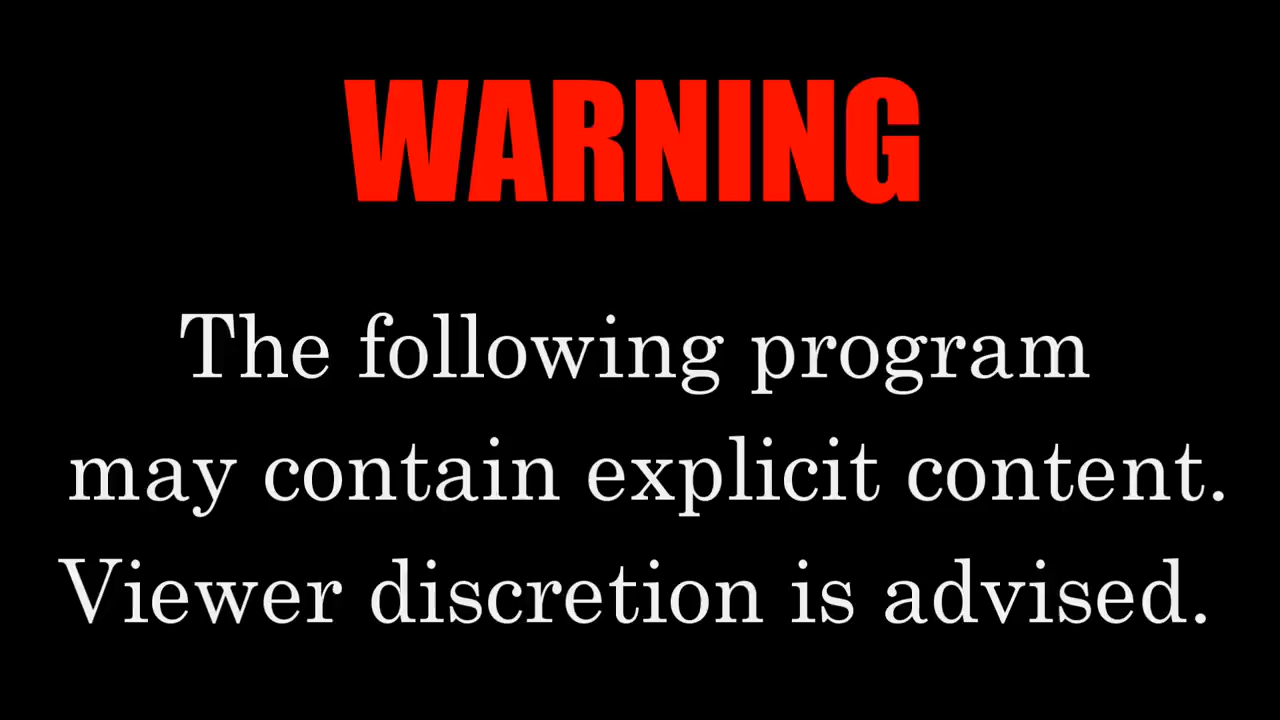 WARNING
The following program
may contain explicit content.
Viewer discretion is advised.